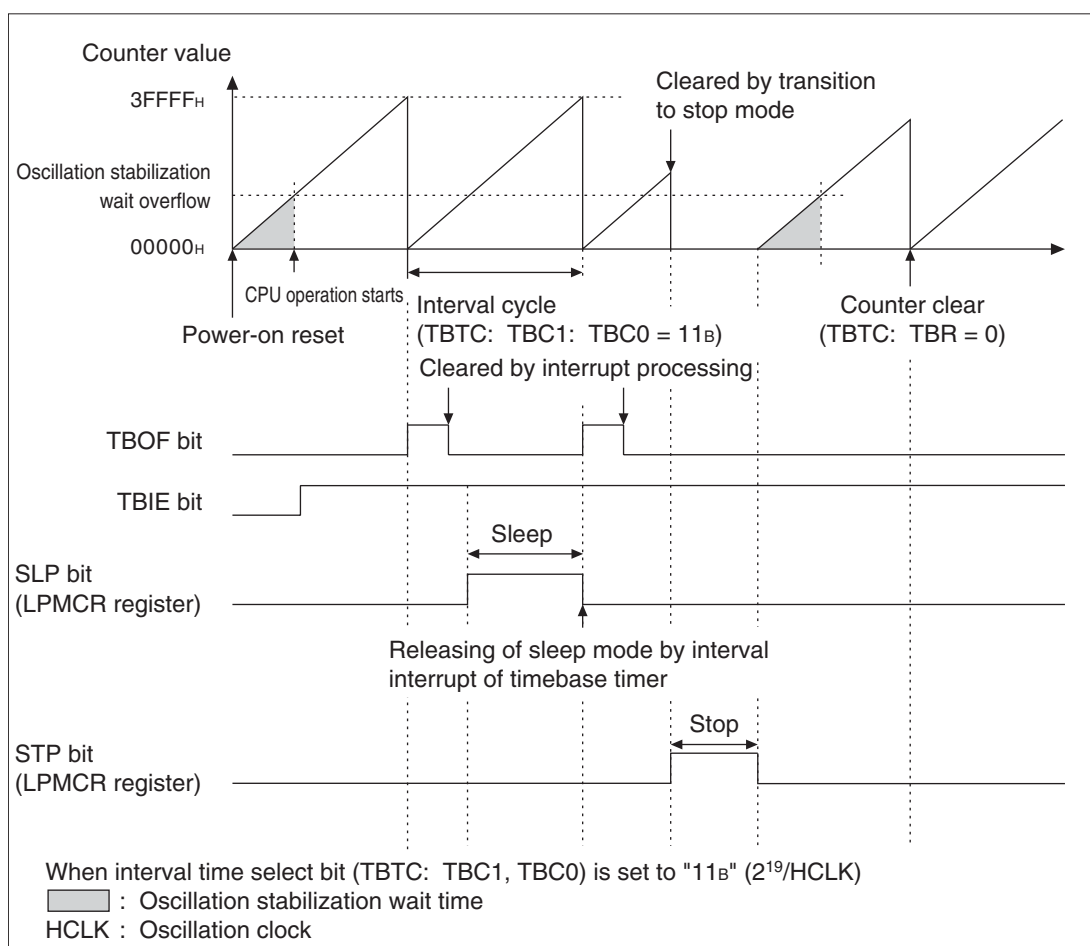 Counter value
3FFFFH
Cleared by transition
to stop mode
Oscillation stabilization
wait overflow
00000H
CPU operation starts
Power-on reset
Interval cycle
(TBTC: TBC1: TBC0 = 11B)
Counter clear
(TBTC: TBR = 0)
Cleared by interrupt processing
TBOF bit
TBIE bit
Sleep
SLP bit
(LPMCR register)
Releasing of sleep mode by interval
interrupt of timebase timer
Stop
STP bit
(LPMCR register)
When interval time select bit (TBTC: TBC1, TBC0) is set to "11B" (2¹⁹/HCLK)
: Oscillation stabilization wait time
HCLK : Oscillation clock